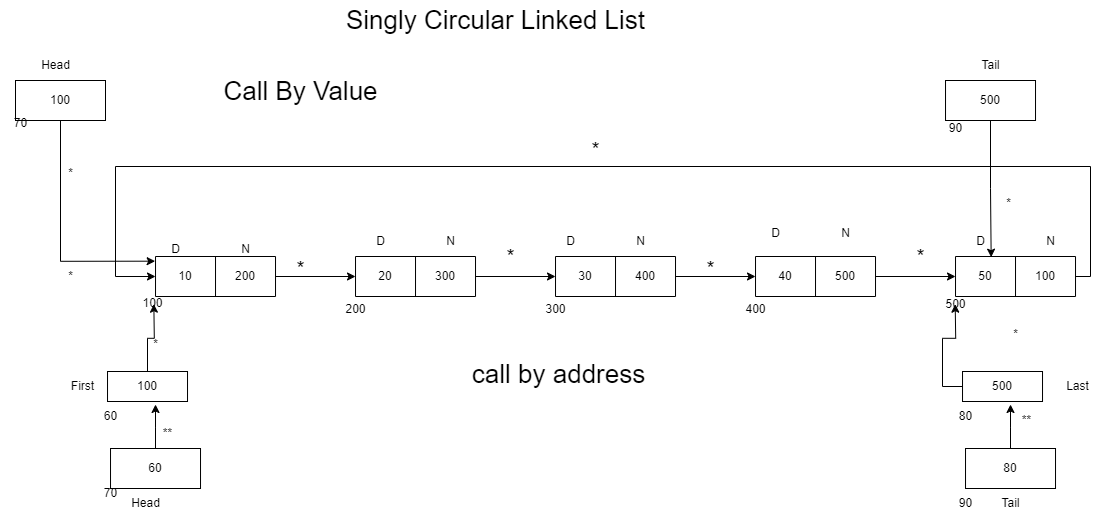 Singly Circular Linked List
Head
Tail
Call By Value
100
500
70
90
*
*
*
D N D N D N D N D N
* * * * *
10 200 20 300 30 400 40 500 50 100
100 200 300 400 500
* *
call by address
First 100 500 Last
60 80
** **
60 80
70 90
Head Tail